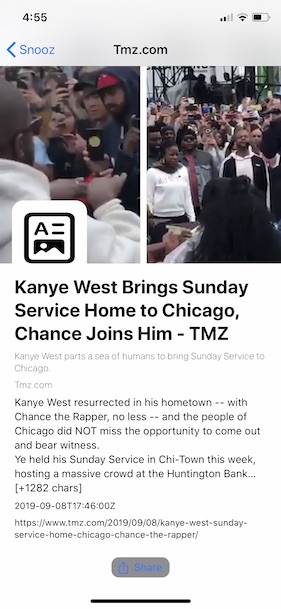 4:55
Snooz
Tmz.com
A
Kanye West Brings Sunday
Service Home to Chicago,
Chance Joins Him - TMZ
Kanye West parts a sea of humans to bring Sunday Service to
Chicago.
Tmz.com
Kanye West resurrected in his hometown -- with
Chance the Rapper, no less -- and the people of
Chicago did NOT miss the opportunity to come out
and bear witness.
Ye held his Sunday Service in Chi-Town this week,
hosting a massive crowd at the Huntington Bank...
[+1282 chars]
2019-09-08T17:46:00Z
https://www.tmz.com/2019/09/08/kanye-west-sunday-
service-home-chicago-chance-the-rapper/
Share